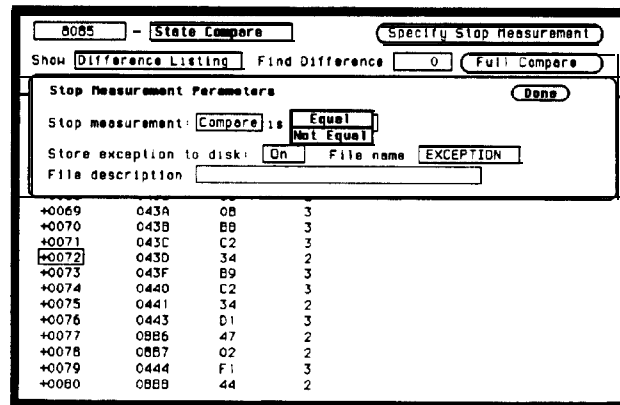 8085 - State Compare Specify Stop Measurement
Show Difference Listing Find Difference 0 Full Compare
Stop Measurement Parameters Done
Stop measurement: Compare is Equal
Not Equal
Store exception to disk: On File name EXCEPTION
File description
+0069 043A 0B 3
+0070 043B BB 3
+0071 043C C2 3
+0072 043D 34 2
+0073 043F B9 3
+0074 0440 C2 3
+0075 0441 34 2
+0076 0443 D1 3
+0077 0BB6 47 2
+0078 0BB7 02 2
+0079 0444 F1 3
+0080 0BBB 44 2